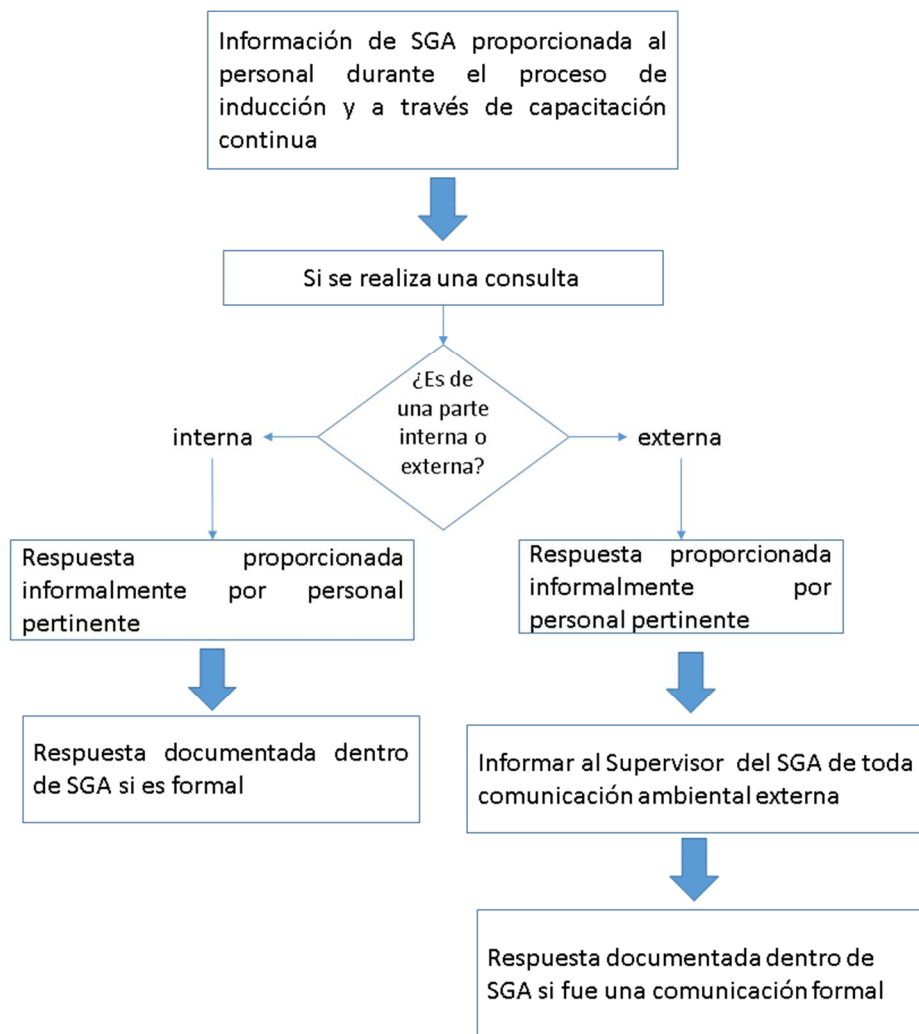 Información de SGA proporcionada al
personal durante el proceso de
inducción y a través de capacitación
continua
Si se realiza una consulta
¿Es de
una parte
interna o
externa?
interna
externa
Respuesta proporcionada
informalmente por personal
pertinente
Respuesta proporcionada
informalmente por
personal pertinente
Respuesta documentada dentro
de SGA si es formal
Informar al Supervisor del SGA de toda
comunicación ambiental externa
Respuesta documentada dentro de
SGA si fue una comunicación formal